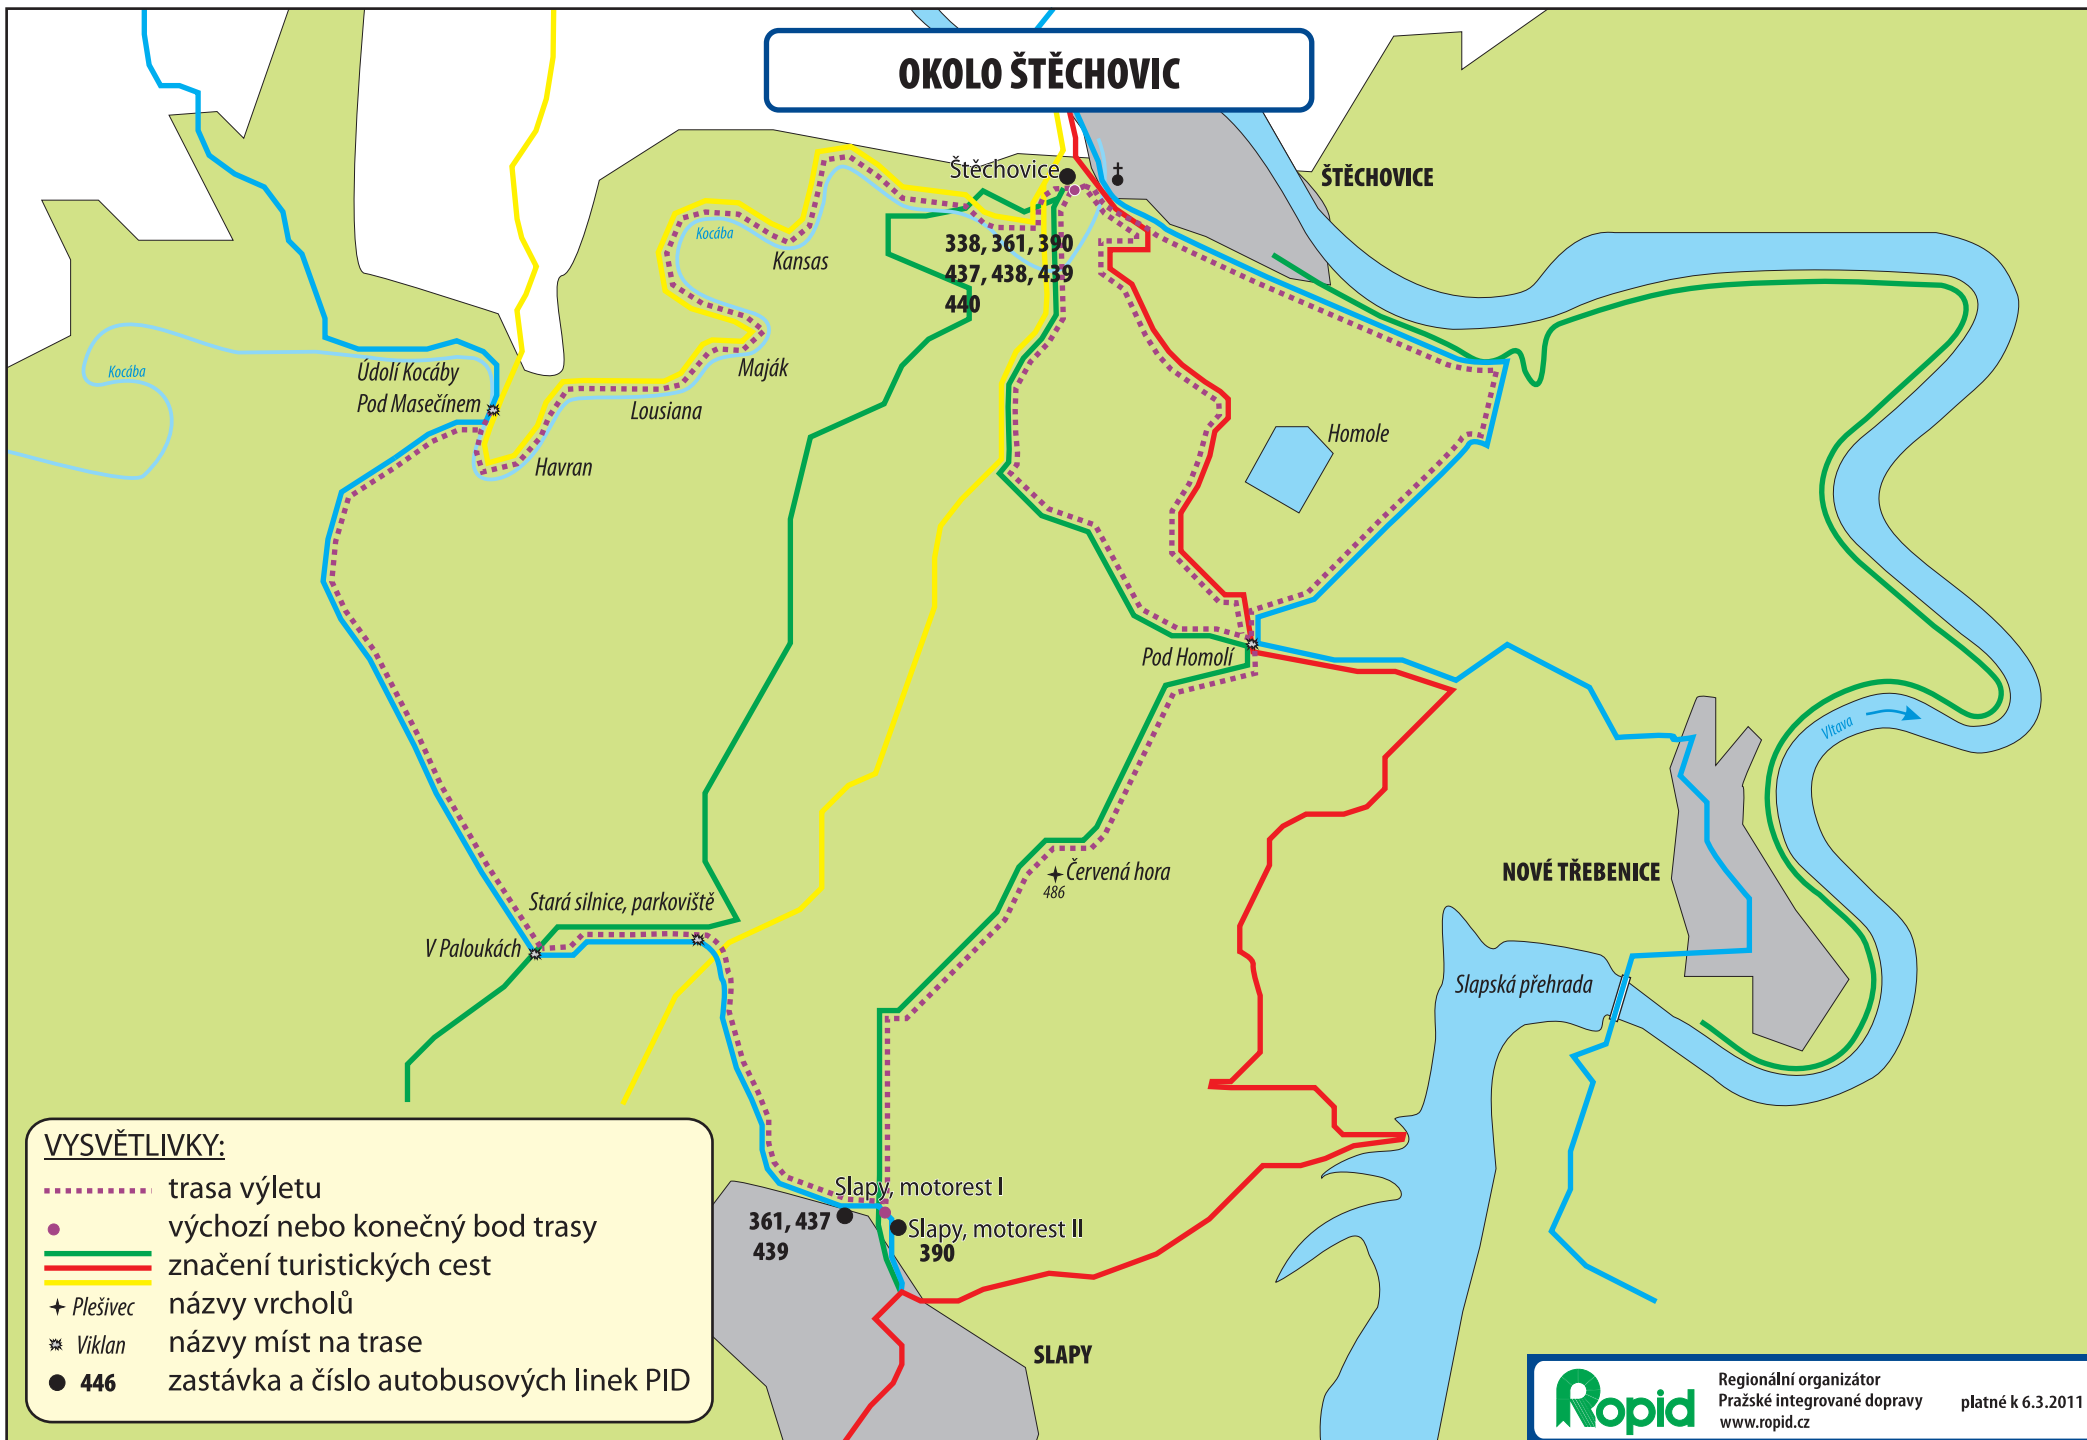 OKOLO ŠTĚCHOVIC
Štěchovice
ŠTĚCHOVICE
338, 361, 390
437, 438, 439
440
Kocába
Kansas
Maják
Lousiana
Kocába
Údolí Kocáby
Pod Masečínem
Havran
Homole
Pod Homolí
Vltava
Červená hora
486
NOVÉ TŘEBENICE
Stará silnice, parkoviště
V Paloukách
Slapská přehrada
Slapy, motorest I
361, 437
439
Slapy, motorest II
390
SLAPY
VYSVĚTLIVKY:
trasa výletu
výchozí nebo konečný bod trasy
značení turistických cest
Plešivec názvy vrcholů
Viklan názvy míst na trase
446 zastávka a číslo autobusových linek PID
Ropid
Regionální organizátor
Pražské integrované dopravy
www.ropid.cz
platné k 6.3.2011